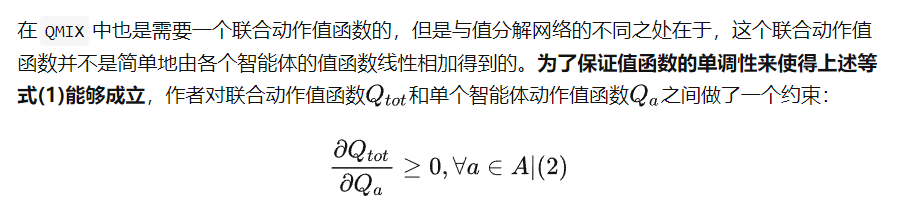 在 QMIX 中也是需要一个联合动作值函数的，但是与值分解网络的不同之处在于，这个联合动作值
函数并不是简单地由各个智能体的值函数线性相加得到的。为了保证值函数的单调性来使得上述等
式(1)能够成立，作者对联合动作值函数Q_{tot}和单个智能体动作值函数Q_a之间做了一个约束：
\frac{\partial Q_{tot}}{\partial Q_a} \geq 0, \forall a \in A|(2)